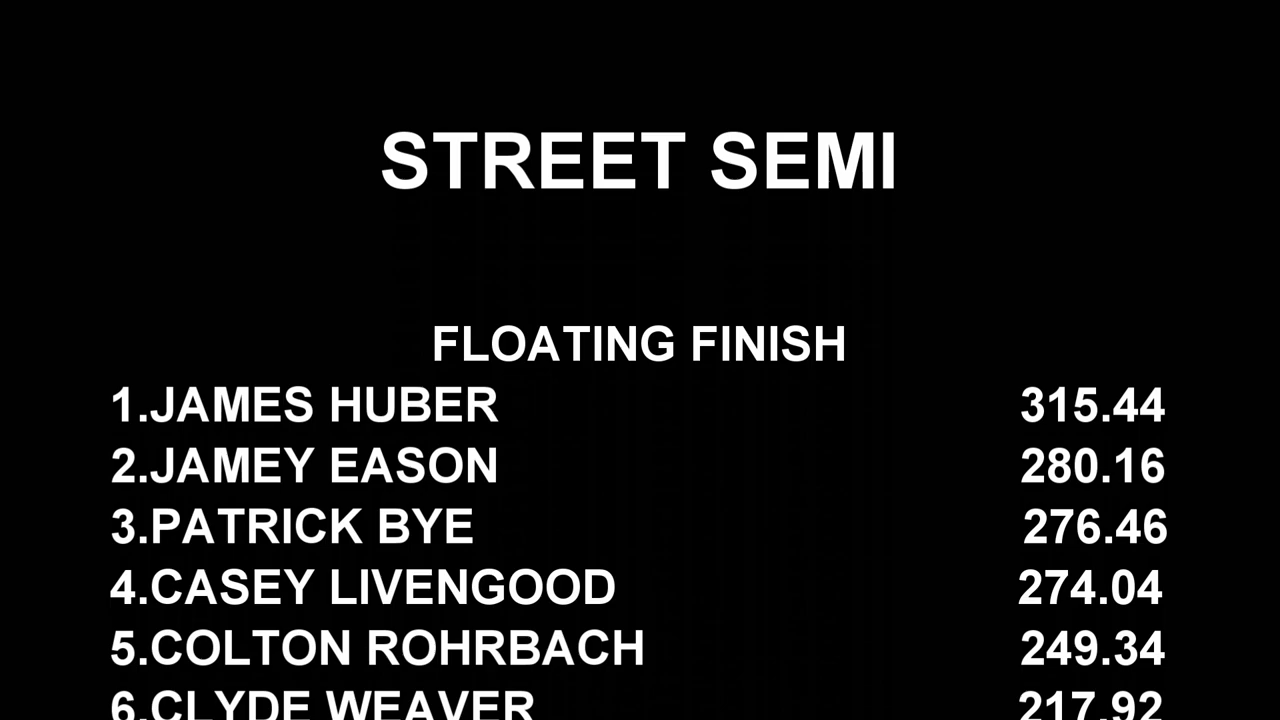 STREET SEMI
FLOATING FINISH
1.JAMES HUBER 315.44
2.JAMEY EASON 280.16
3.PATRICK BYE 276.46
4.CASEY LIVENGOOD 274.04
5.COLTON ROHRBACH 249.34
6.CLYDE WEAVER 217.92